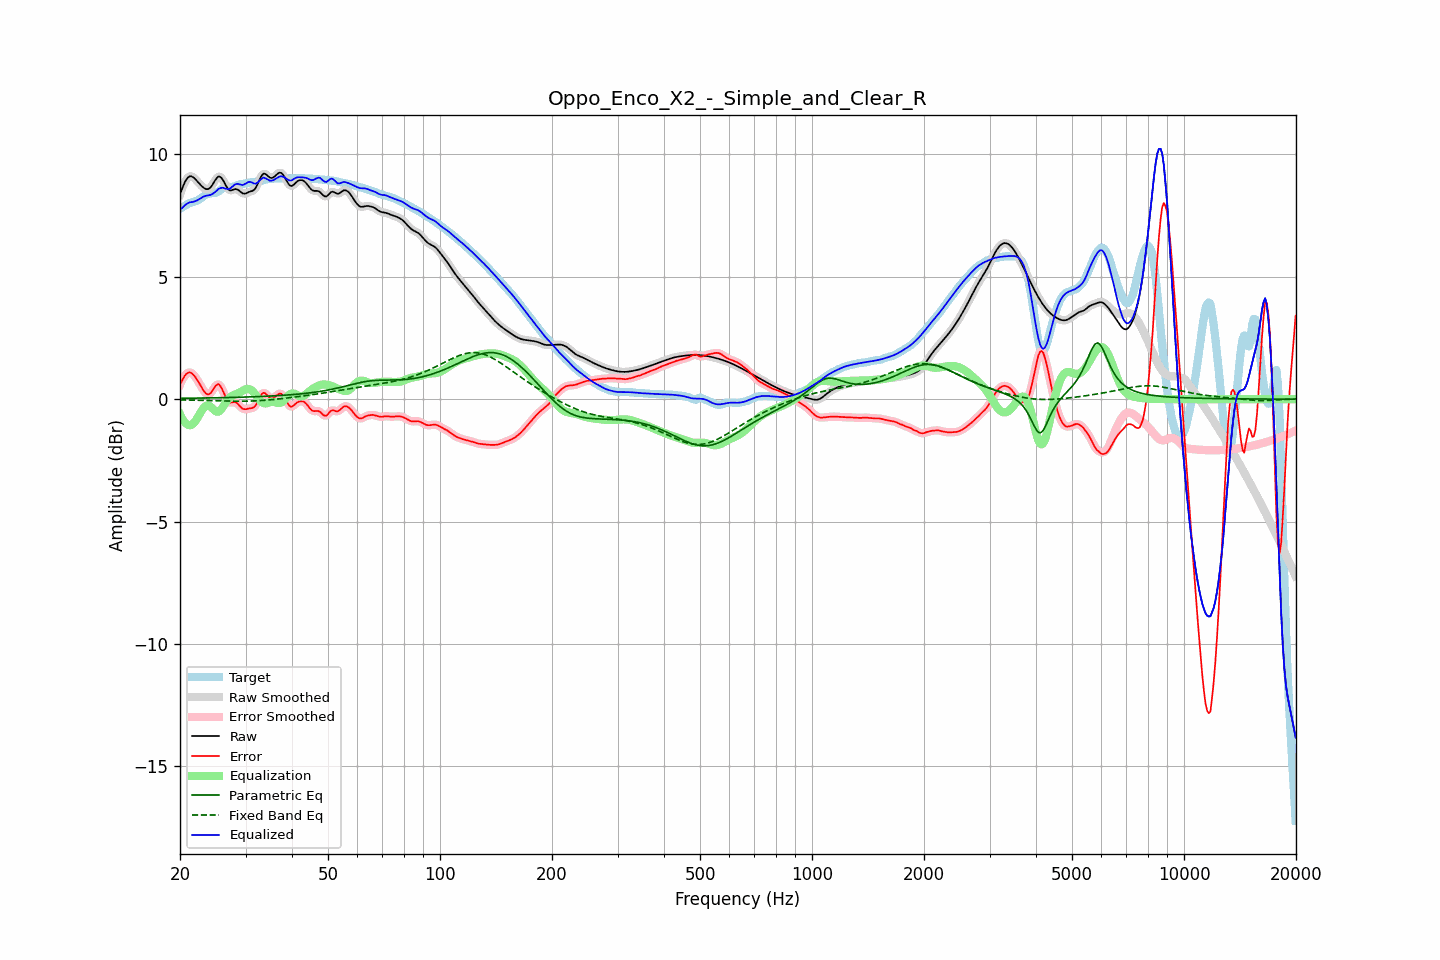 Oppo_Enco_X2_-_Simple_and_Clear_R
Amplitude (dBr)
10
5
0
−5
−10
−15
Target
Raw Smoothed
Error Smoothed
Raw
Error
Equalization
Parametric Eq
Fixed Band Eq
Equalized
20 50 100 200 500 1000 2000 5000 10000 20000
Frequency (Hz)